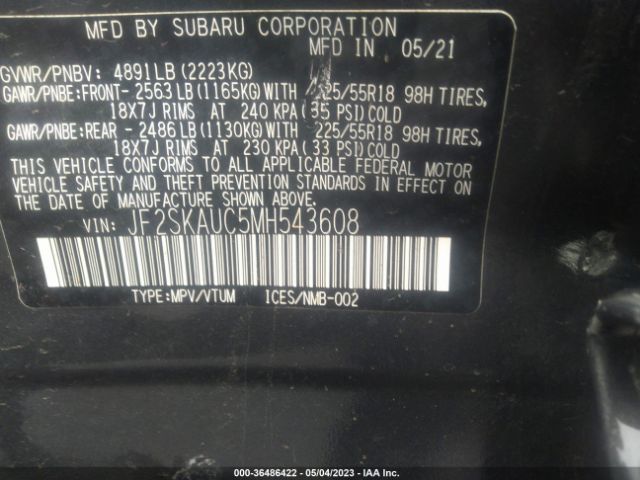 MFD BY SUBARU CORPORATION
MFD IN 05/21
GVWR/PNBV: 4891LB (2223KG)
GAWR/PNBE:FRONT- 2563 LB (1165KG)WITH 225/55R18 98H TIRES,
18X7J RIMS AT 240 KPA(35 PSI)COLD
GAWR/PNBE:REAR - 2486 LB(1130KG)WITH 225/55R18 98H TIRES,
18X7J RIMS AT 230 KPA(33 PSI)COLD
THIS VEHICLE CONFORMS TO ALL APPLICABLE FEDERAL MOTOR
VEHICLE SAFETY AND THEFT PREVENTION STANDARDS IN EFFECT ON
THE DATE OF MANUFACTURE SHOWN ABOVE.
VIN: JF2SKAUC5MH543608
TYPE:MPV/VTUM ICES/NMB-002
000-36486422 - 05/04/2023 - IAA Inc.